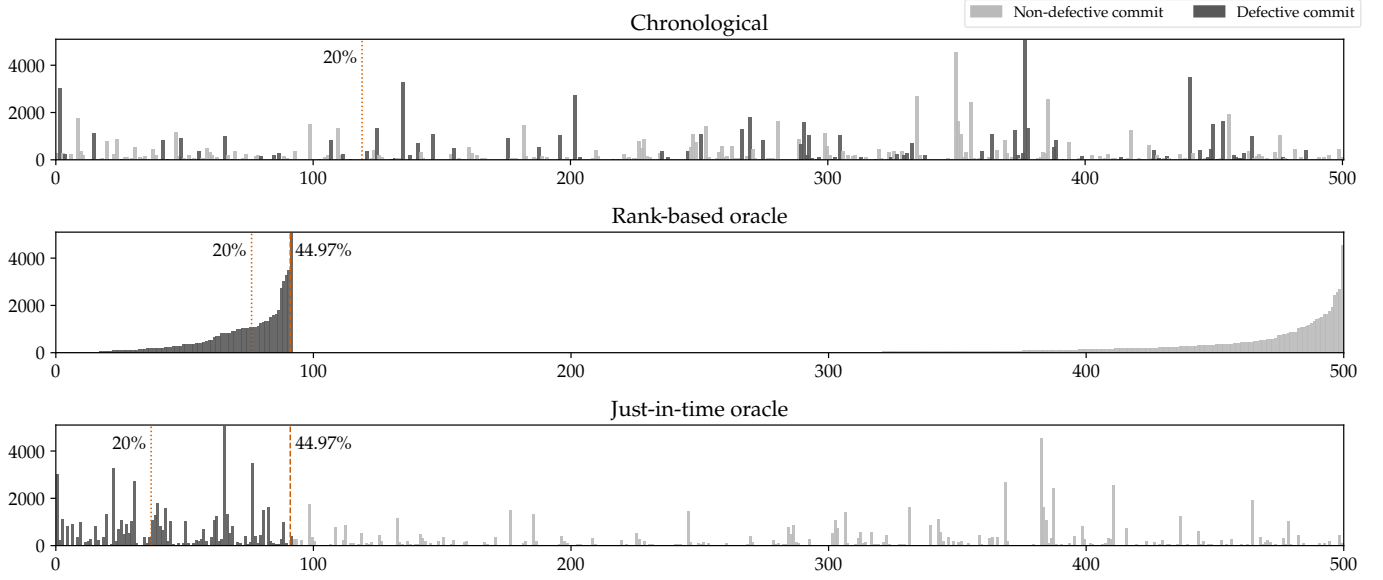 Non-defective commit Defective commit
Chronological
20%
4000
2000
0
0 100 200 300 400 500
Rank-based oracle
20% 44.97%
4000
2000
0
0 100 200 300 400 500
Just-in-time oracle
20% 44.97%
4000
2000
0
0 100 200 300 400 500